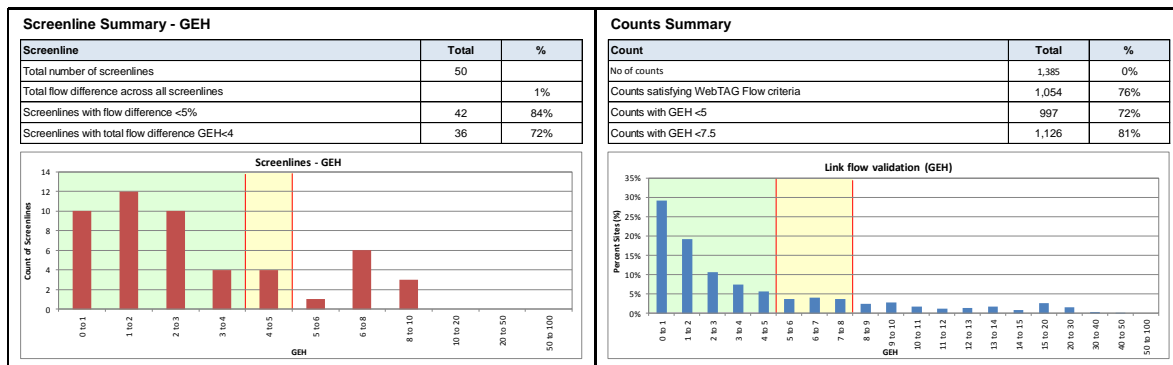 Screenline Summary - GEH
Screenline Total %
Total number of screenlines 50
Total flow difference across all screenlines 1%
Screenlines with flow difference <5% 42 84%
Screenlines with total flow difference GEH<4 36 72%
Screenlines - GEH
14
12
10
8
6
4
2
0
Count of Screenlines
0 to 1
1 to 2
2 to 3
3 to 4
4 to 5
5 to 6
6 to 8
8 to 10
10 to 20
20 to 50
50 to 100
GEH
Counts Summary
Count Total %
No of counts 1,385 0%
Counts satisfying WebTAG Flow criteria 1,054 76%
Counts with GEH <5 997 72%
Counts with GEH <7.5 1,126 81%
Link flow validation (GEH)
35%
30%
25%
20%
15%
10%
5%
0%
Percent Sites (%)
0 to 1
1 to 2
2 to 3
3 to 4
4 to 5
5 to 6
6 to 7
7 to 8
8 to 9
9 to 10
10 to 11
11 to 12
12 to 13
13 to 14
14 to 15
15 to 20
20 to 30
30 to 40
40 to 50
50 to 100
GEH